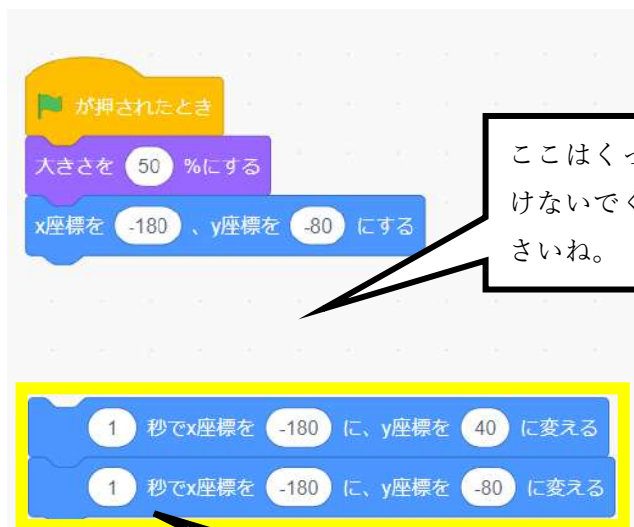 が押されたとき
大きさを 50 %にする
x座標を -180 、y座標を -80 にする
ここはくっ
けないでく
さいね。
1 秒でx座標を -180 に、y座標を 40 に変える
1 秒でx座標を -180 に、y座標を -80 に変える